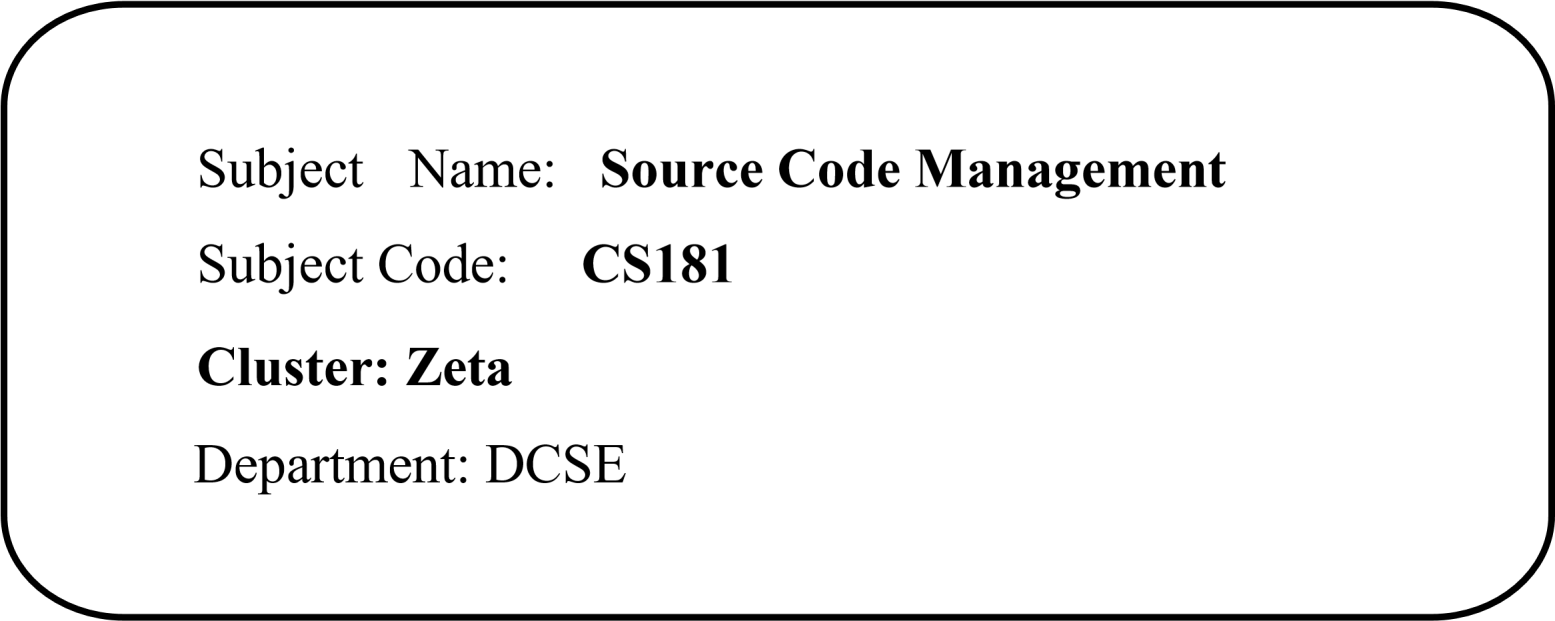 Subject Name: Source Code Management
Subject Code: CS181
Cluster: Zeta
Department: DCSE